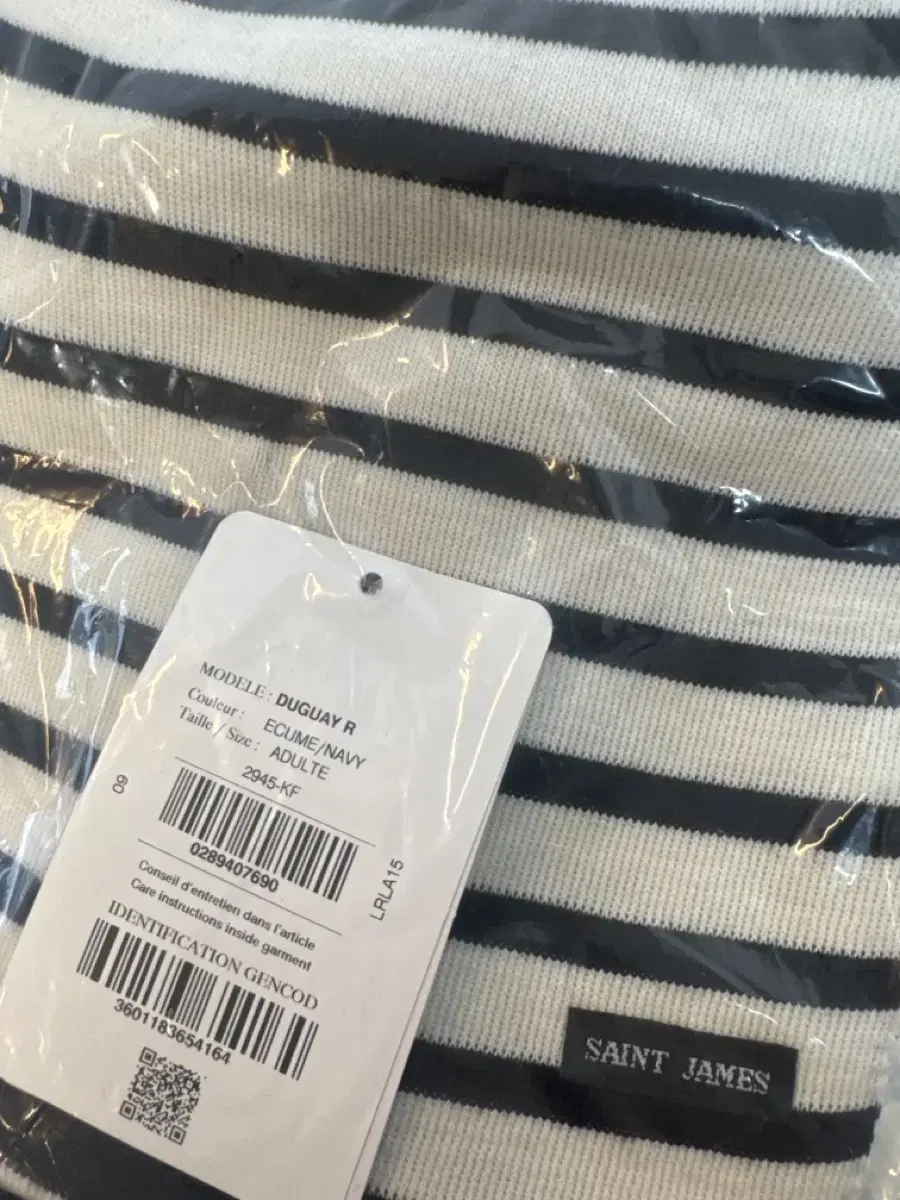 MODELE : DUGUAY R
Couleur : ECUME/NAVY
Taille / Size : ADULTE
2945-KF
09
0289407690
LRLA15
Conseil d'entretien dans l'article
Care instructions inside garment
IDENTIFICATION GENCOD
3601183654164
SAINT JAMES